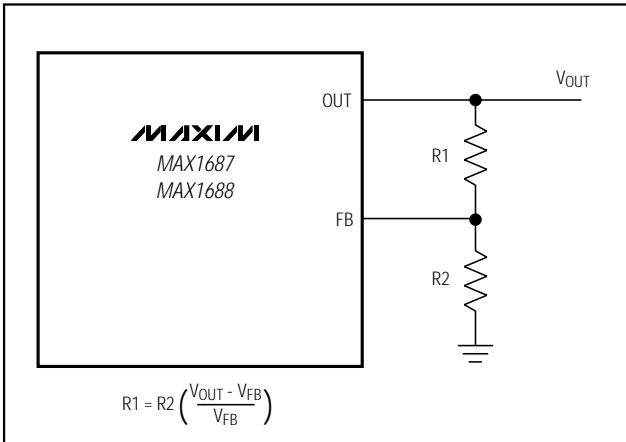 OUT
VOUT
MAXIM
MAX1687
MAX1688
R1
FB
R2
R1 = R2 (VOUT - VFB / VFB)